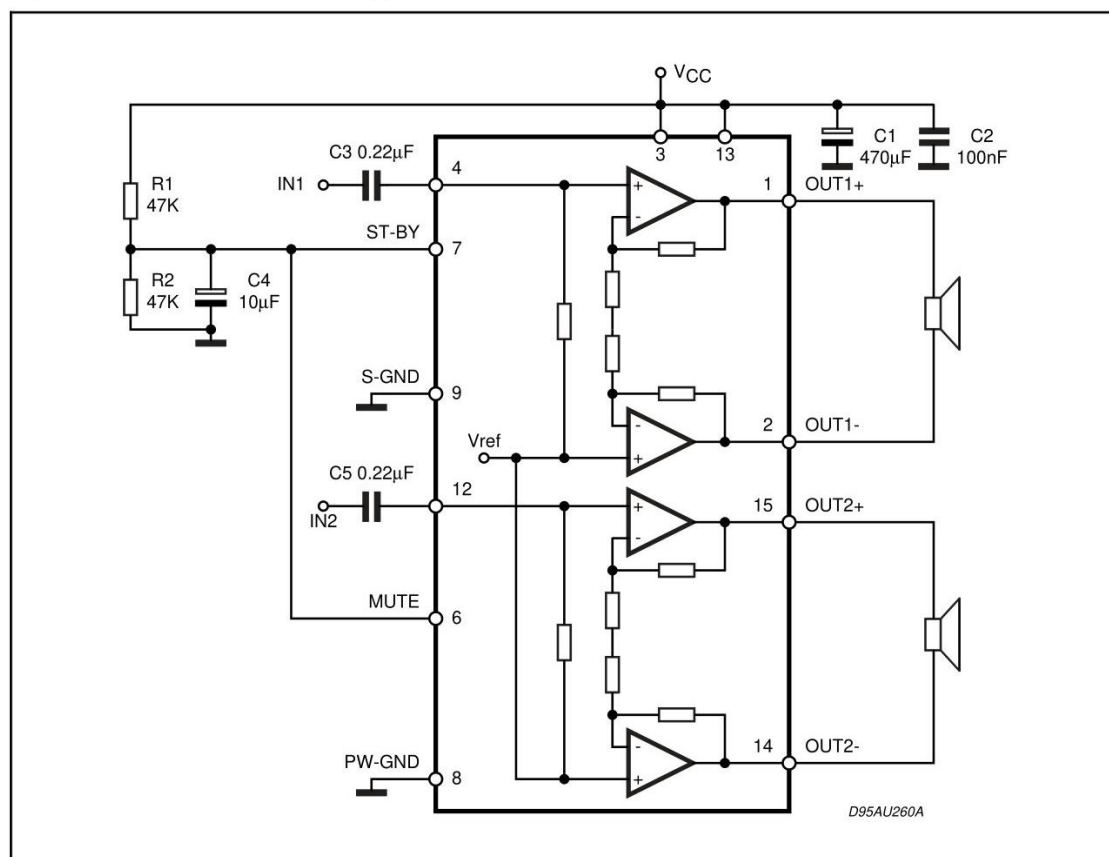 VCC
3
13
C1
470µF
C2
100nF
C3 0.22µF
4
IN1
R1
47K
ST-BY
7
R2
47K
C4
10µF
+
-
1
OUT1+
S-GND
9
Vref
-
+
2
OUT1-
C5 0.22µF
12
IN2
+
-
15
OUT2+
MUTE
6
-
+
14
OUT2-
PW-GND
8
D95AU260A